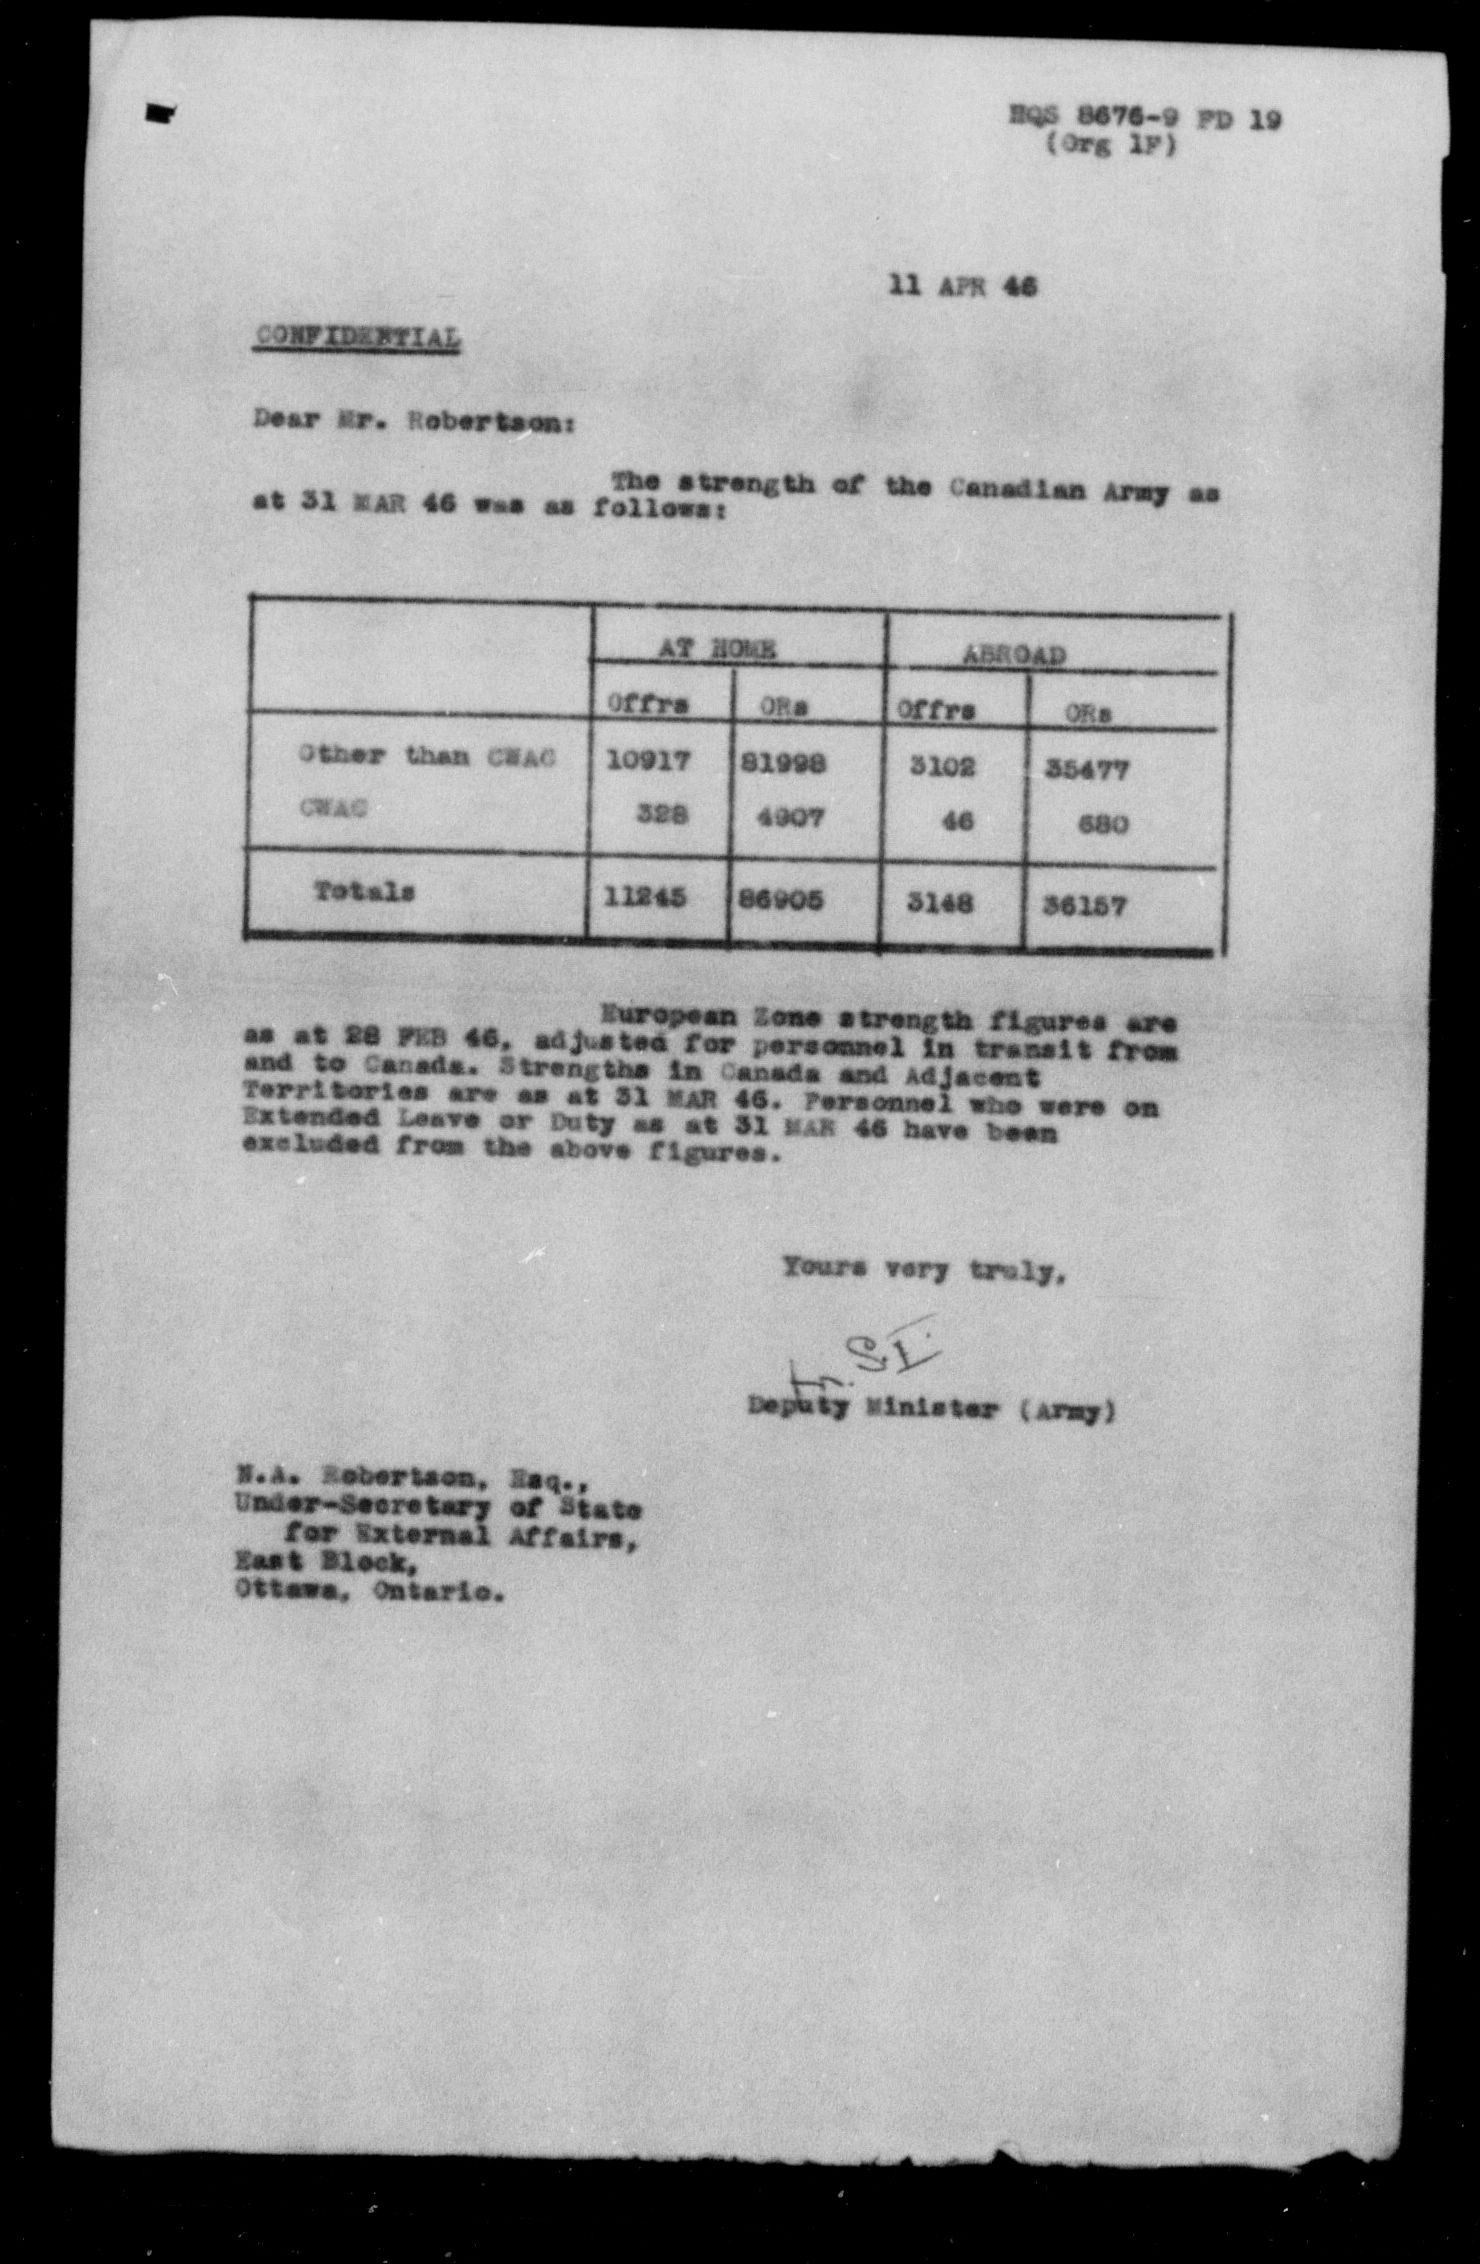 HQS 8676-9 FD 19
(Org 1F)
11 APR 46
CONFIDENTIAL
Dear Mr. Robertson:
The strength of the Canadian Army as
at 31 MAR 46 was as follows:
AT HOME ABROAD
Offrs ORs Offrs ORs
Other than CWAC 10917 81998 3102 35477
CWAC 328 4907 46 680
Totals 11245 86905 3148 36157
European Zone strength figures are
as at 28 FEB 46, adjusted for personnel in transit from
and to Canada. Strengths in Canada and Adjacent
Territories are as at 31 MAR 46. Personnel who were on
Extended Leave or Duty as at 31 MAR 46 have been
excluded from the above figures.
Yours very truly,
Deputy Minister (Army)
N.A. Robertson, Esq.,
Under-Secretary of State
for External Affairs,
East Block,
Ottawa, Ontario.